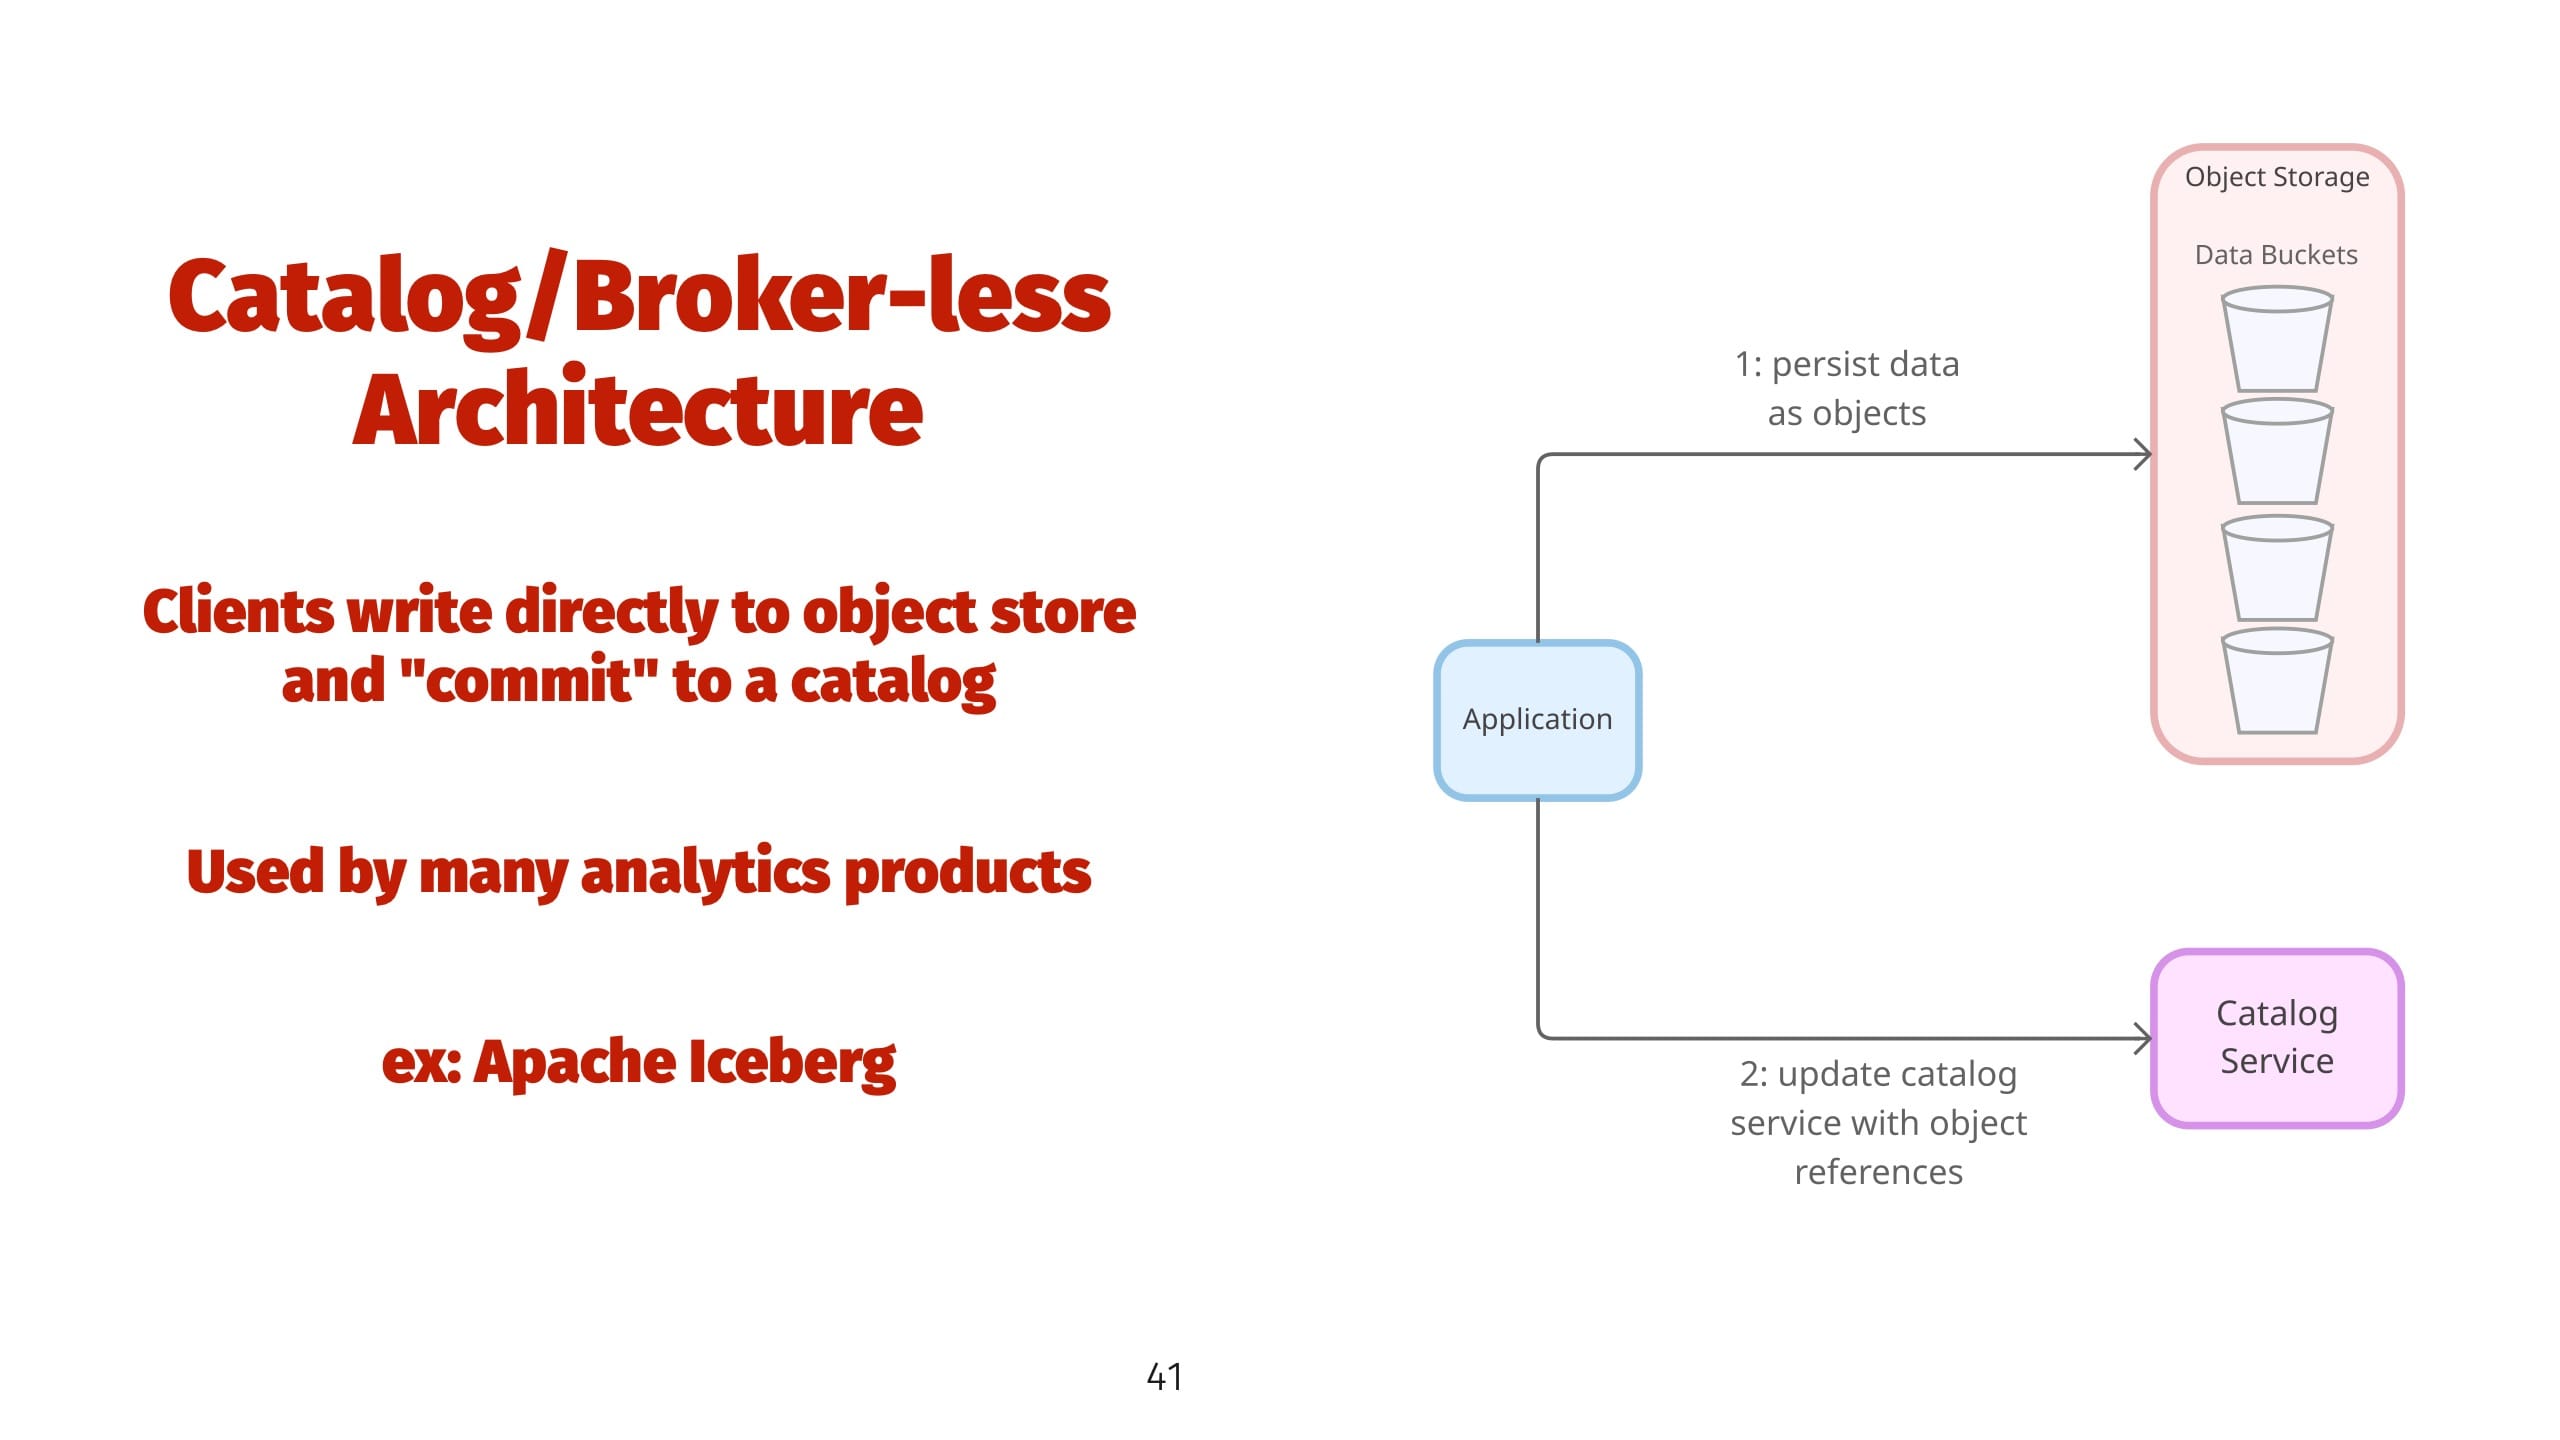 Catalog/Broker-less
Architecture
Clients write directly to object store
and "commit" to a catalog
Used by many analytics products
ex: Apache Iceberg
Object Storage
Data Buckets
1: persist data
as objects
Application
Catalog
Service
2: update catalog
service with object
references
41